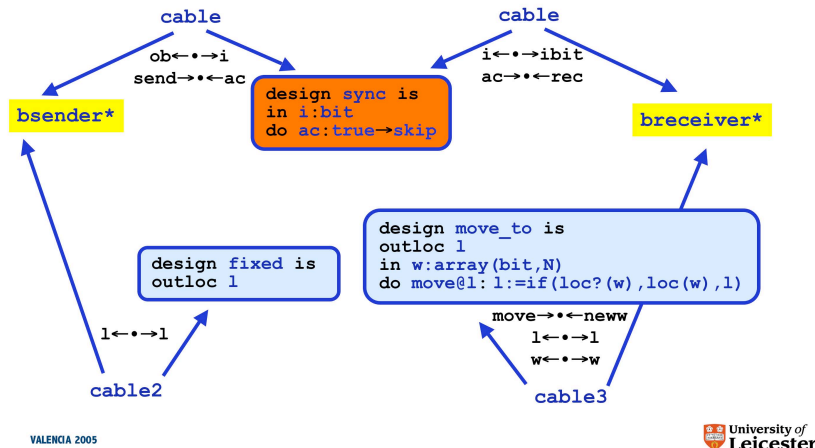 cable
cable
ob←•→i
send→•←ac
i←•→ibit
ac→•←rec
design sync is
in i:bit
do ac:true→skip
bsender*
breceiver*
design move_to is
outloc l
in w:array(bit,N)
do move@l: l:=if(loc?(w),loc(w),l)
design fixed is
outloc l
move→•←neww
l←•→l
w←•→w
l←•→l
cable2
cable3
VALENCIA 2005
University of
Leicester